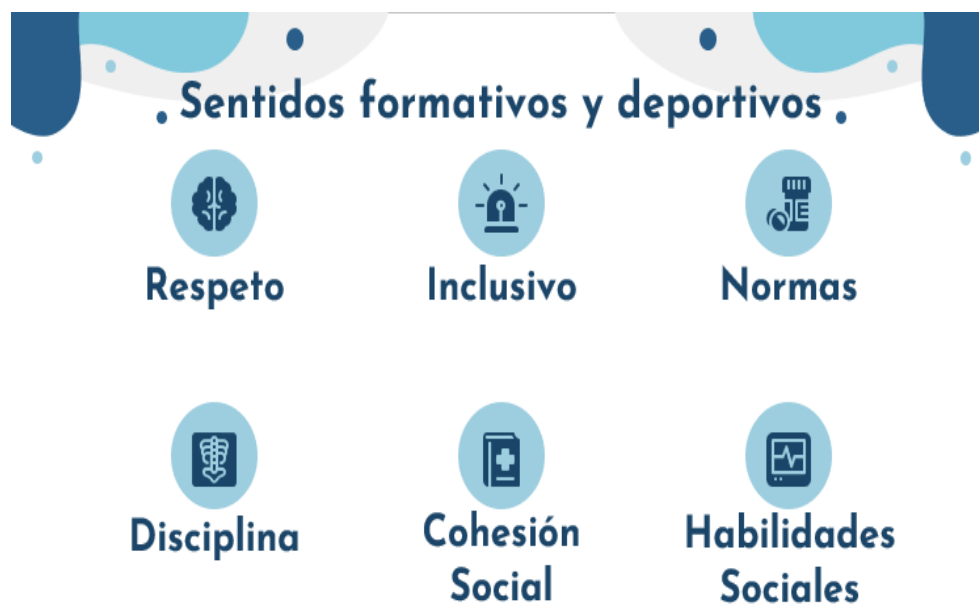 Sentidos formativos y deportivos
Respeto
Inclusivo
Normas
Disciplina
Cohesión
Social
Habilidades
Sociales